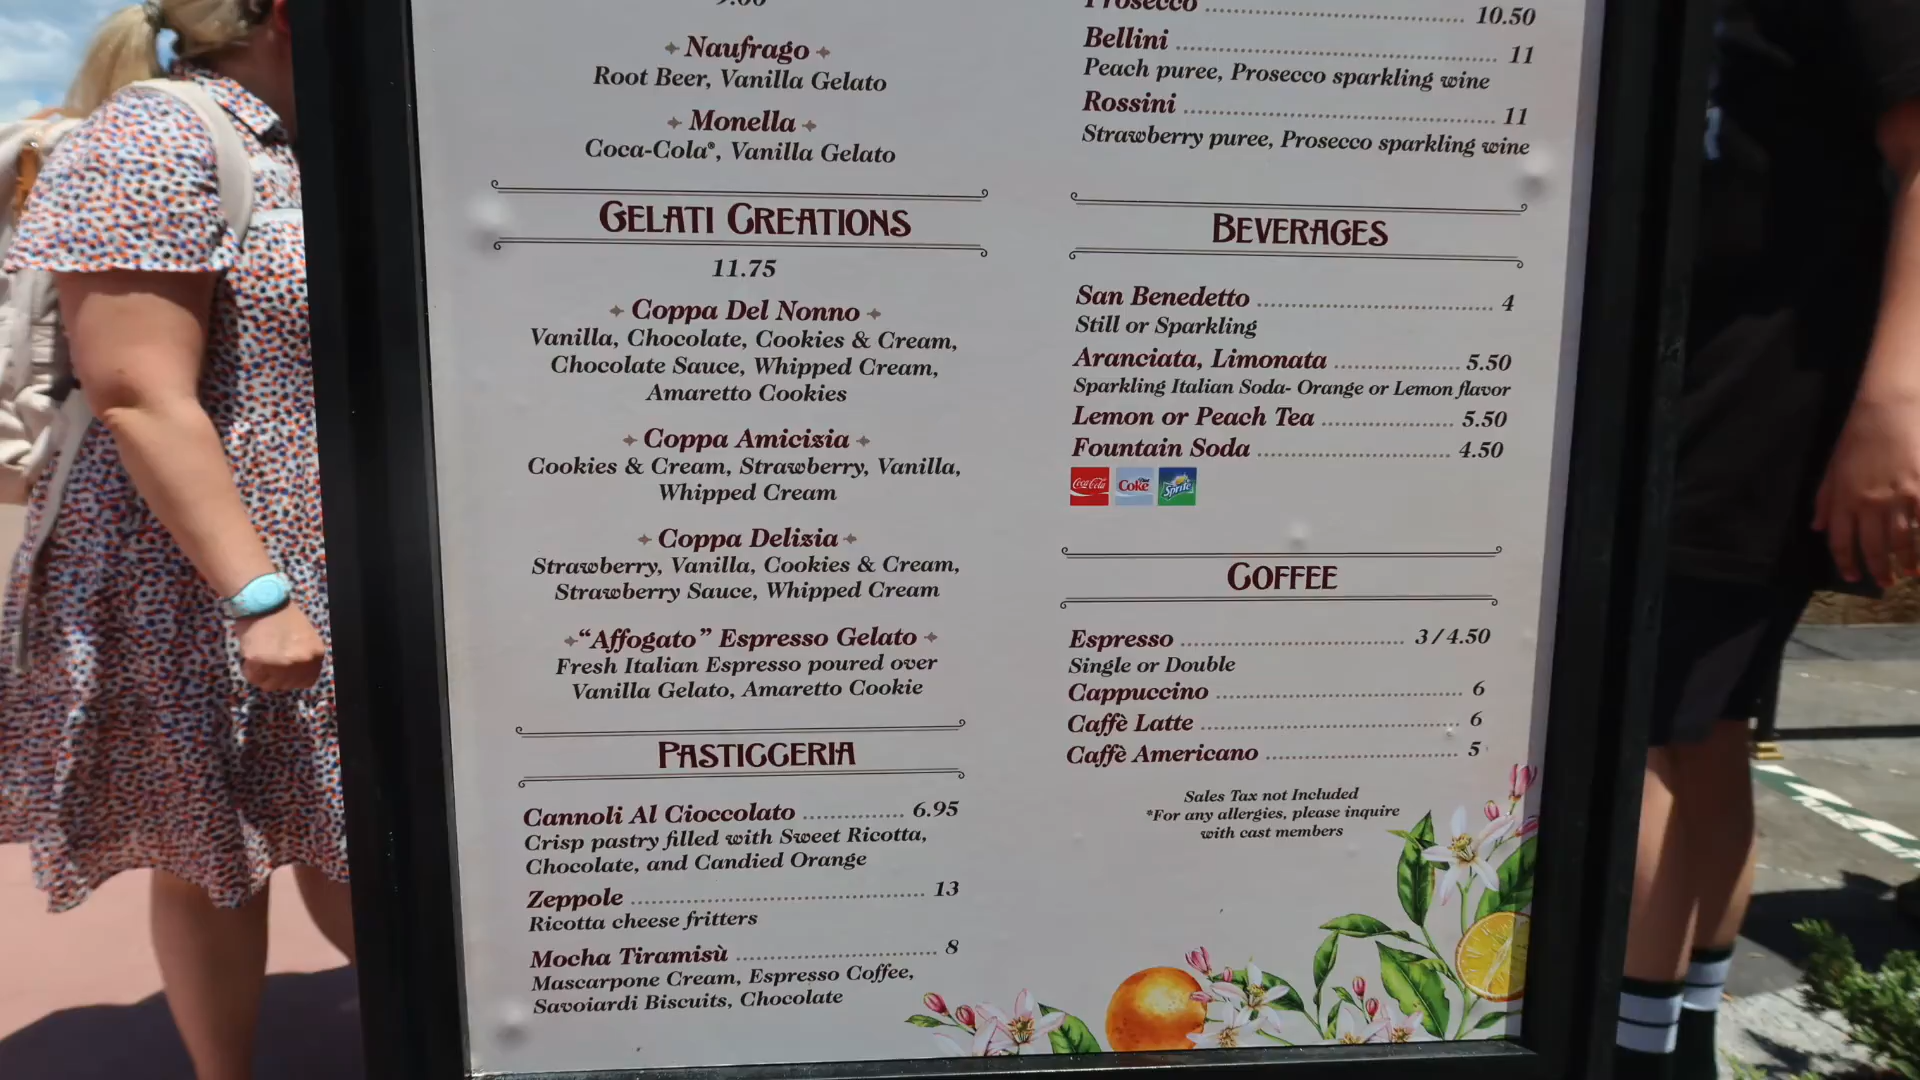 Naufrago
Root Beer, Vanilla Gelato
Monella
Coca-Cola®, Vanilla Gelato
GELATI CREATIONS
11.75
Coppa Del Nonno
Vanilla, Chocolate, Cookies & Cream,
Chocolate Sauce, Whipped Cream,
Amaretto Cookies
Coppa Amicizia
Cookies & Cream, Strawberry, Vanilla,
Whipped Cream
Coppa Delizia
Strawberry, Vanilla, Cookies & Cream,
Strawberry Sauce, Whipped Cream
“Affogato” Espresso Gelato
Fresh Italian Espresso poured over
Vanilla Gelato, Amaretto Cookie
PASTICCERIA
Cannoli Al Cioccolato ............ 6.95
Crisp pastry filled with Sweet Ricotta,
Chocolate, and Candied Orange
Zeppole ............ 13
Ricotta cheese fritters
Mocha Tiramisù ............ 8
Mascarpone Cream, Espresso Coffee,
Savoiardi Biscuits, Chocolate
Prosecco ............ 10.50
Bellini ............ 11
Peach puree, Prosecco sparkling wine
Rossini ............ 11
Strawberry puree, Prosecco sparkling wine
BEVERAGES
San Benedetto ............ 4
Still or Sparkling
Aranciata, Limonata ............ 5.50
Sparkling Italian Soda- Orange or Lemon flavor
Lemon or Peach Tea ............ 5.50
Fountain Soda ............ 4.50
Coca-Cola Diet Coke Sprite
COFFEE
Espresso ............ 3 / 4.50
Single or Double
Cappuccino ............ 6
Caffè Latte ............ 6
Caffè Americano ............ 5
Sales Tax not Included
*For any allergies, please inquire
with cast members